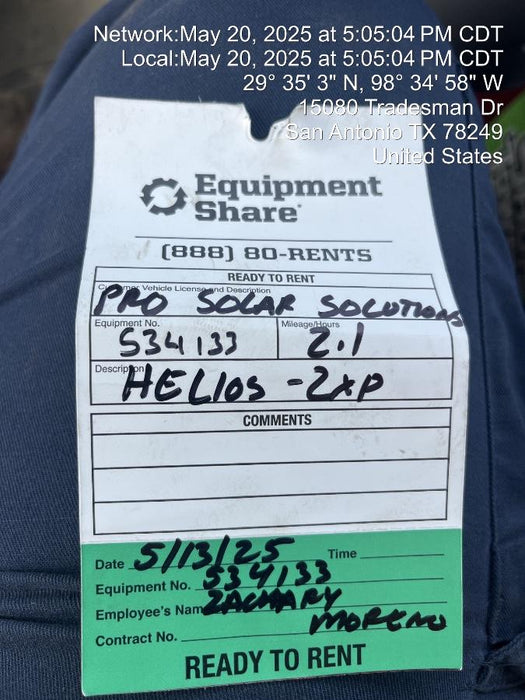 Network:May 20, 2025 at 5:05:04 PM CDT
Local:May 20, 2025 at 5:05:04 PM CDT
29° 35' 3" N, 98° 34' 58" W
15080 Tradesman Dr
San Antonio TX 78249
United States
Equipment
Share
(888) 80-RENTS
READY TO RENT
Customer Vehicle License and Description
PRO SOLAR SOLUTIONS
Equipment No. Mileage/Hours
534133 2.1
Description
HELIOS-2XP
COMMENTS
Date 5/13/25 Time
Equipment No. 534133
Employee's Name ZACHARY
MORENO
Contract No.
READY TO RENT